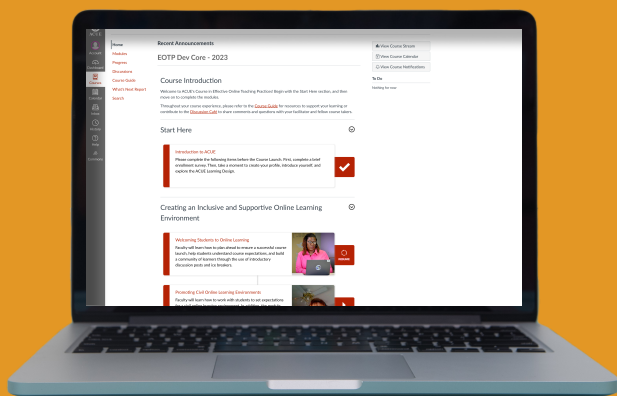 ACUE
Account
Dashboard
Courses
Calendar
Inbox
History
Help
Home
Modules
Progress
Discussions
Course Guide
What's Next Report
Search
Recent Announcements
EOTP Dev Core - 2023
Course Introduction
Welcome to ACUE's Course in Effective Online Teaching Practices! Begin with the Start Here section, and then
move on to complete the modules.
Throughout your course experience, please refer to the Course Guide for resources to support your learning or
contribute to the Discussion Café to share comments and questions with your facilitator and fellow course takers.
Start Here
Introduction to ACUE
Please complete the following items before the Course Launch. First, complete a brief
enrollment survey. Then, take a moment to create your profile, introduce yourself, and
explore the ACUE Learning Design.
Creating an Inclusive and Supportive Online Learning
Environment
Welcoming Students to Online Learning
Faculty will learn how to plan ahead to ensure a successful course
launch, help students understand course expectations, and build
a community of learners through the use of introductory
discussion posts and ice breakers.
Promoting Civil Online Learning Environments
Faculty will learn how to work with students to set expectations
View Course Stream
View Course Calendar
View Course Notifications
To Do
Nothing for now